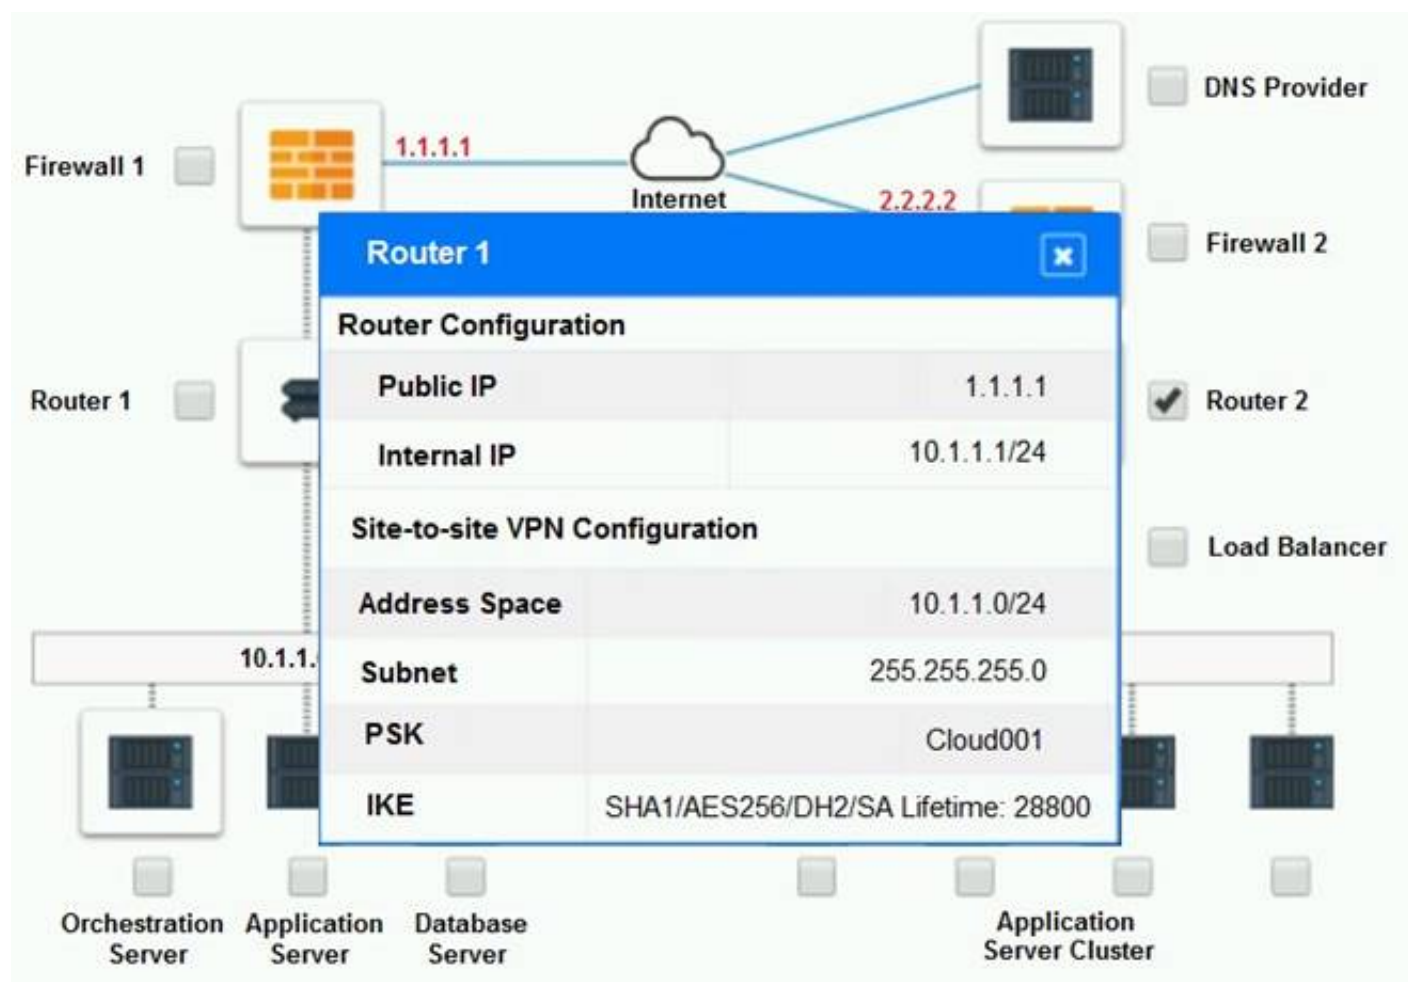 DNS Provider
1.1.1.1
Firewall 1
Internet
2.2.2.2
Firewall 2
Router 1
Router Configuration
Public IP 1.1.1.1
Router 1
Router 2
Internal IP 10.1.1.1/24
Site-to-site VPN Configuration
Load Balancer
Address Space 10.1.1.0/24
10.1.1.
Subnet 255.255.255.0
PSK Cloud001
IKE SHA1/AES256/DH2/SA Lifetime: 28800
Orchestration
Server
Application
Server
Database
Server
Application
Server Cluster